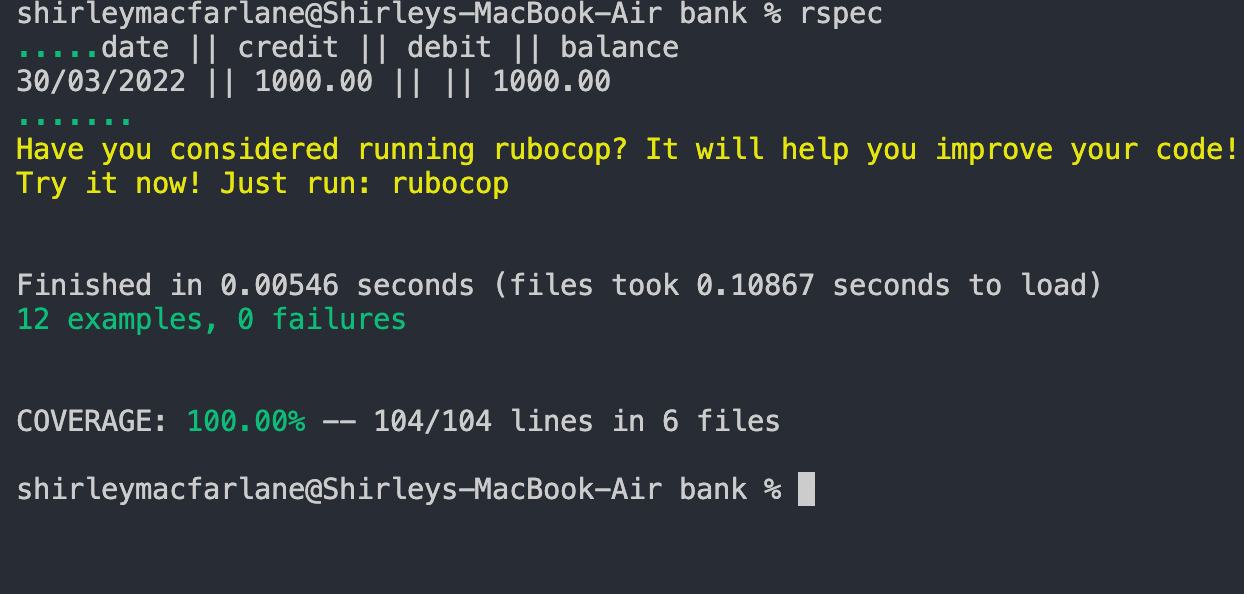 shirleymacfarlane@Shirleys-MacBook-Air bank % rspec
.....date || credit || debit || balance
30/03/2022 || 1000.00 || || 1000.00
.......
Have you considered running rubocop? It will help you improve your code!
Try it now! Just run: rubocop
Finished in 0.00546 seconds (files took 0.10867 seconds to load)
12 examples, 0 failures
COVERAGE: 100.00% -- 104/104 lines in 6 files
shirleymacfarlane@Shirleys-MacBook-Air bank %